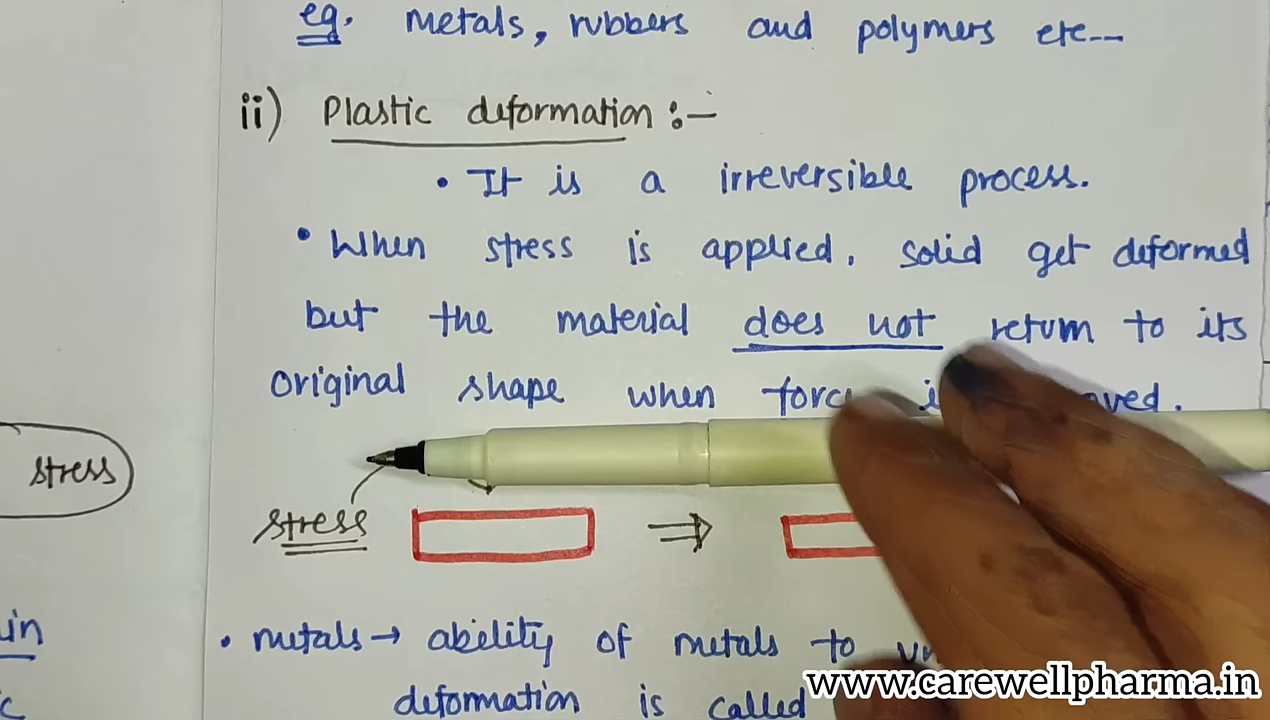 eg. metals, rubbers and polymers etc...
ii) Plastic deformation :-
• It is a irreversible process.
• When stress is applied, solid get deformed
but the material does not return to its
original shape when force
stress
stress
• metals → ability of metals to
deformation is called
www.carewellpharma.in